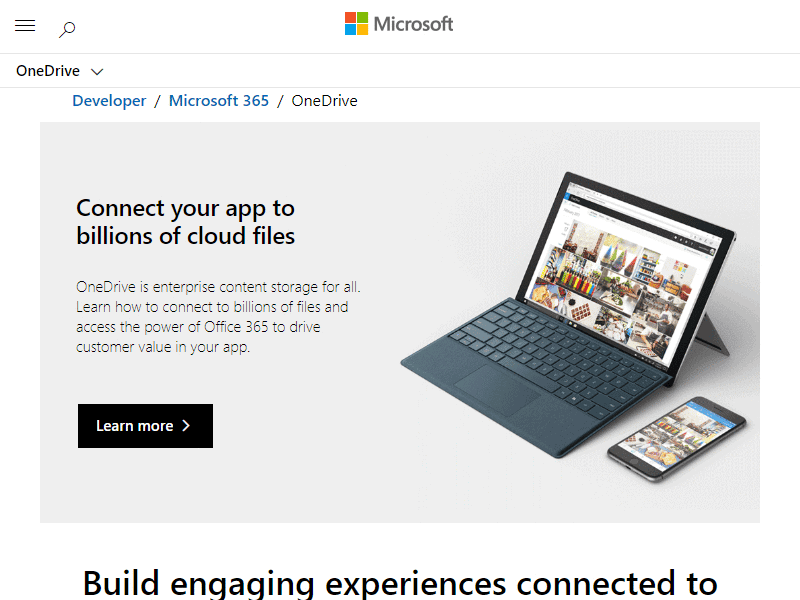 Microsoft
OneDrive
Developer / Microsoft 365 / OneDrive
Connect your app to
billions of cloud files
OneDrive is enterprise content storage for all.
Learn how to connect to billions of files and
access the power of Office 365 to drive
customer value in your app.
Learn more
Build engaging experiences connected to